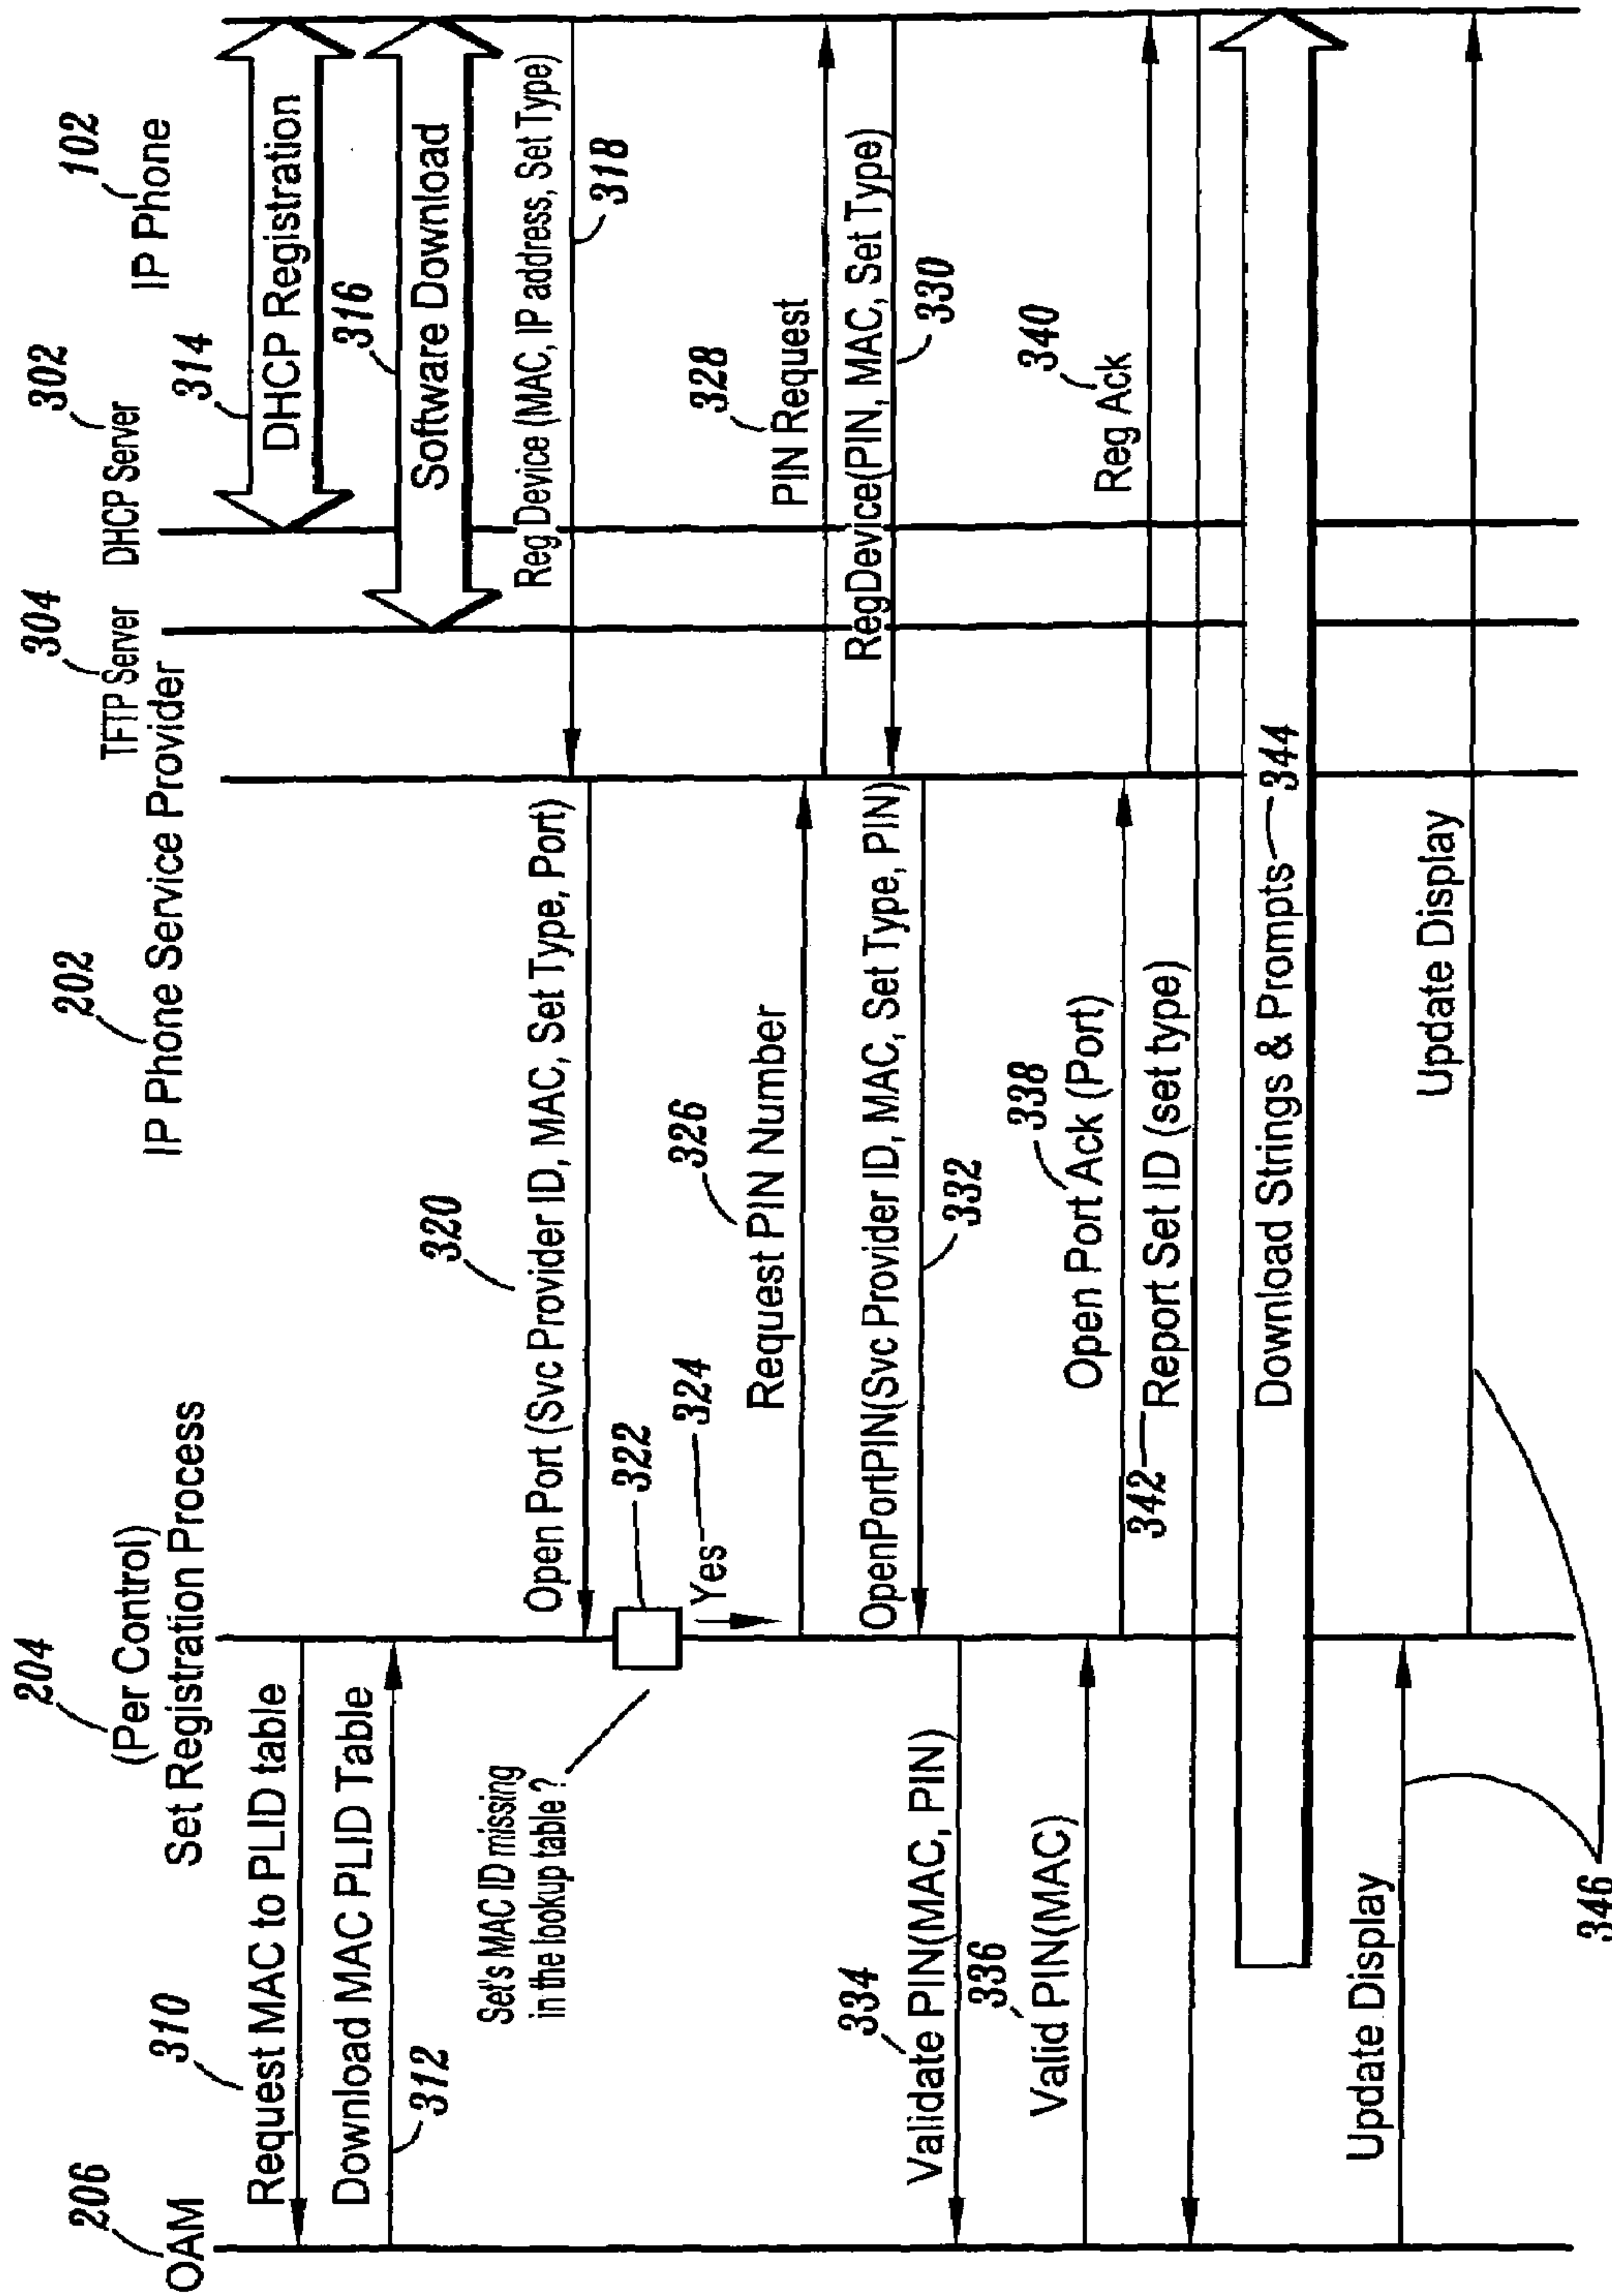 206
OAM
204
(Per Control)
Set Registration Process
202
IP Phone Service Provider
304
TFTP Server
302
DHCP Server
102
IP Phone
310
Request MAC to PLID table
Download MAC PLID Table
312
314
DHCP Registration
316
Software Download
Reg Device (MAC, IP address, Set Type)
318
320
Open Port (Svc Provider ID, MAC, Set Type, Port)
Set's MAC ID missing
in the lookup table ?
322
Yes
324
326
Request PIN Number
328
PIN Request
RegDevice(PIN, MAC, Set Type)
330
OpenPortPIN(Svc Provider ID, MAC, Set Type, PIN)
332
334
Validate PIN(MAC, PIN)
336
Valid PIN(MAC)
338
Open Port Ack (Port)
340
Reg Ack
342
Report Set ID (set type)
Download Strings & Prompts
344
Update Display
Update Display
346